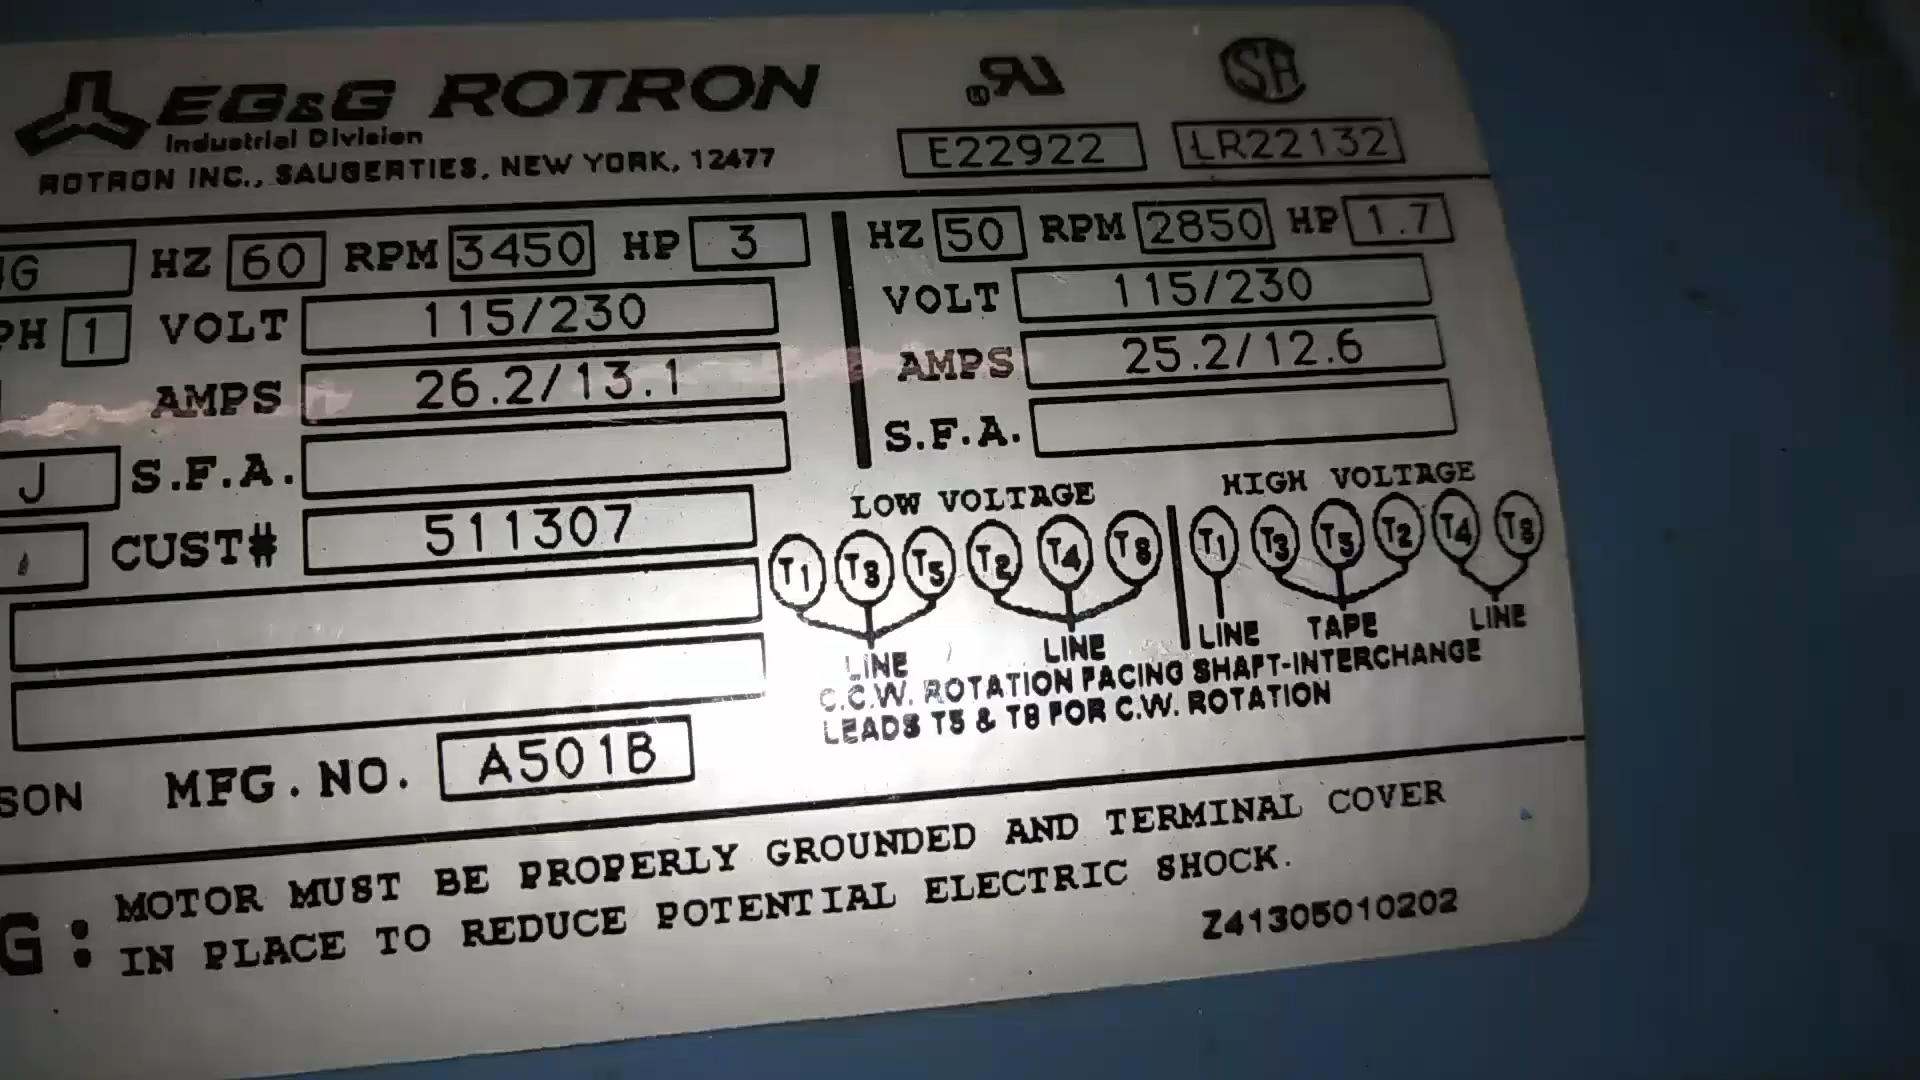 EG&G ROTRON
Industrial Division
ROTRON INC., SAUGERTIES, NEW YORK, 12477
E22922 LR22132
HZ 60 RPM 3450 HP 3
HZ 50 RPM 2850 HP 1.7
PH 1 VOLT 115/230
VOLT 115/230
AMPS 26.2/13.1
AMPS 25.2/12.6
J S.F.A.
S.F.A.
CUST# 511307
LOW VOLTAGE HIGH VOLTAGE
T1 T3 T5 T2 T4 T8 T1 T3 T5 T2 T4 T8
LINE LINE LINE TAPE LINE
C.C.W. ROTATION FACING SHAFT-INTERCHANGE
LEADS T5 & T8 FOR C.W. ROTATION
MFG. NO. A501B
G: MOTOR MUST BE PROPERLY GROUNDED AND TERMINAL COVER
IN PLACE TO REDUCE POTENTIAL ELECTRIC SHOCK.
Z41305010202